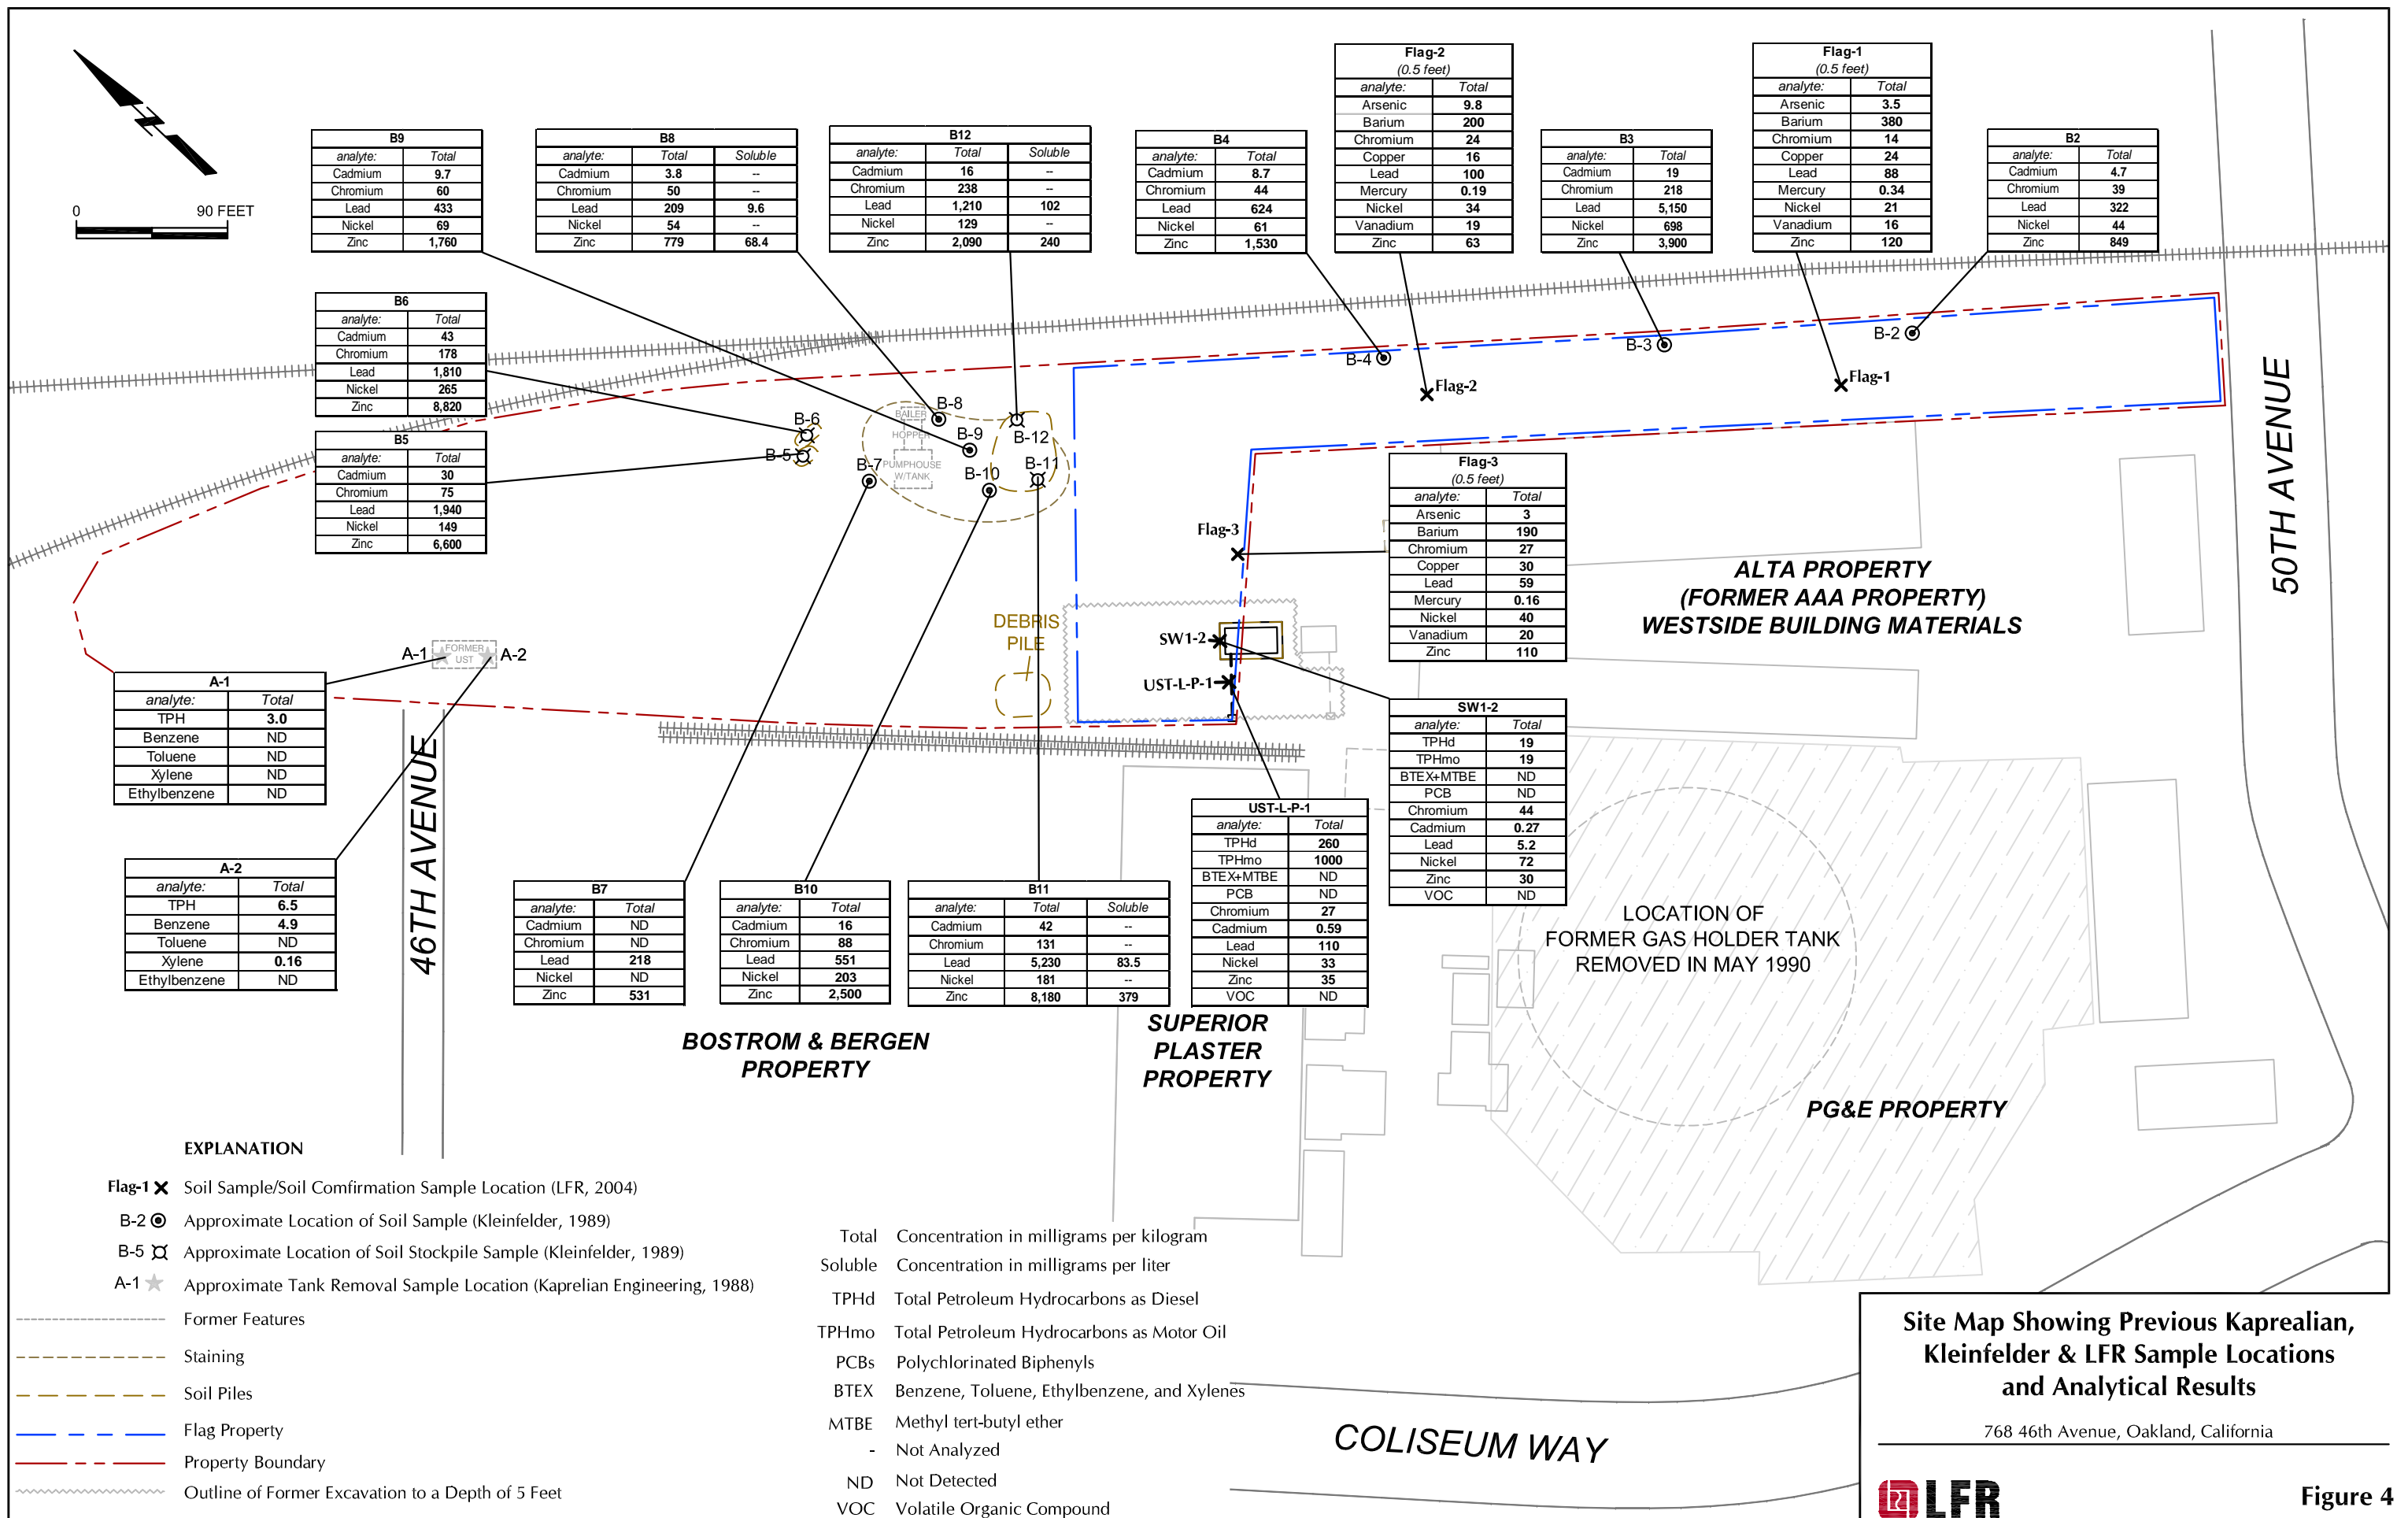 0 90 FEET
B9
analyte: Total
Cadmium 9.7
Chromium 60
Lead 433
Nickel 69
Zinc 1,760
B8
analyte: Total Soluble
Cadmium 3.8 --
Chromium 50 --
Lead 209 9.6
Nickel 54 --
Zinc 779 68.4
B12
analyte: Total Soluble
Cadmium 16 --
Chromium 238 --
Lead 1,210 102
Nickel 129 --
Zinc 2,090 240
B4
analyte: Total
Cadmium 8.7
Chromium 44
Lead 624
Nickel 61
Zinc 1,530
Flag-2
(0.5 feet)
analyte: Total
Arsenic 9.8
Barium 200
Chromium 24
Copper 16
Lead 100
Mercury 0.19
Nickel 34
Vanadium 19
Zinc 63
B3
analyte: Total
Cadmium 19
Chromium 218
Lead 5,150
Nickel 698
Zinc 3,900
Flag-1
(0.5 feet)
analyte: Total
Arsenic 3.5
Barium 380
Chromium 14
Copper 24
Lead 88
Mercury 0.34
Nickel 21
Vanadium 16
Zinc 120
B2
analyte: Total
Cadmium 4.7
Chromium 39
Lead 322
Nickel 44
Zinc 849
B6
analyte: Total
Cadmium 43
Chromium 178
Lead 1,810
Nickel 265
Zinc 8,820
B5
analyte: Total
Cadmium 30
Chromium 75
Lead 1,940
Nickel 149
Zinc 6,600
B-2
B-3
B-4
Flag-2
Flag-1
B-6
B-5
B-8
BAILER
HOPPER
B-9
B-12
B-7
PUMPHOUSE
W/TANK
B-10
B-11
50TH AVENUE
Flag-3
Flag-3
(0.5 feet)
analyte: Total
Arsenic 3
Barium 190
Chromium 27
Copper 30
Lead 59
Mercury 0.16
Nickel 40
Vanadium 20
Zinc 110
ALTA PROPERTY
(FORMER AAA PROPERTY)
WESTSIDE BUILDING MATERIALS
DEBRIS
PILE
SW1-2
UST-L-P-1
A-1
FORMER
UST
A-2
A-1
analyte: Total
TPH 3.0
Benzene ND
Toluene ND
Xylene ND
Ethylbenzene ND
46TH AVENUE
A-2
analyte: Total
TPH 6.5
Benzene 4.9
Toluene ND
Xylene 0.16
Ethylbenzene ND
B7
analyte: Total
Cadmium ND
Chromium ND
Lead 218
Nickel ND
Zinc 531
B10
analyte: Total
Cadmium 16
Chromium 88
Lead 551
Nickel 203
Zinc 2,500
B11
analyte: Total Soluble
Cadmium 42 --
Chromium 131 --
Lead 5,230 83.5
Nickel 181 --
Zinc 8,180 379
UST-L-P-1
analyte: Total
TPHd 260
TPHmo 1000
BTEX+MTBE ND
PCB ND
Chromium 27
Cadmium 0.59
Lead 110
Nickel 33
Zinc 35
VOC ND
SW1-2
analyte: Total
TPHd 19
TPHmo 19
BTEX+MTBE ND
PCB ND
Chromium 44
Cadmium 0.27
Lead 5.2
Nickel 72
Zinc 30
VOC ND
LOCATION OF
FORMER GAS HOLDER TANK
REMOVED IN MAY 1990
BOSTROM & BERGEN
PROPERTY
SUPERIOR
PLASTER
PROPERTY
PG&E PROPERTY
EXPLANATION
Flag-1 Soil Sample/Soil Comfirmation Sample Location (LFR, 2004)
B-2 Approximate Location of Soil Sample (Kleinfelder, 1989)
B-5 Approximate Location of Soil Stockpile Sample (Kleinfelder, 1989)
A-1 Approximate Tank Removal Sample Location (Kaprelian Engineering, 1988)
Former Features
Staining
Soil Piles
Flag Property
Property Boundary
Outline of Former Excavation to a Depth of 5 Feet
Total Concentration in milligrams per kilogram
Soluble Concentration in milligrams per liter
TPHd Total Petroleum Hydrocarbons as Diesel
TPHmo Total Petroleum Hydrocarbons as Motor Oil
PCBs Polychlorinated Biphenyls
BTEX Benzene, Toluene, Ethylbenzene, and Xylenes
MTBE Methyl tert-butyl ether
- Not Analyzed
ND Not Detected
VOC Volatile Organic Compound
COLISEUM WAY
Site Map Showing Previous Kaprealian,
Kleinfelder & LFR Sample Locations
and Analytical Results
768 46th Avenue, Oakland, California
LFR
Figure 4